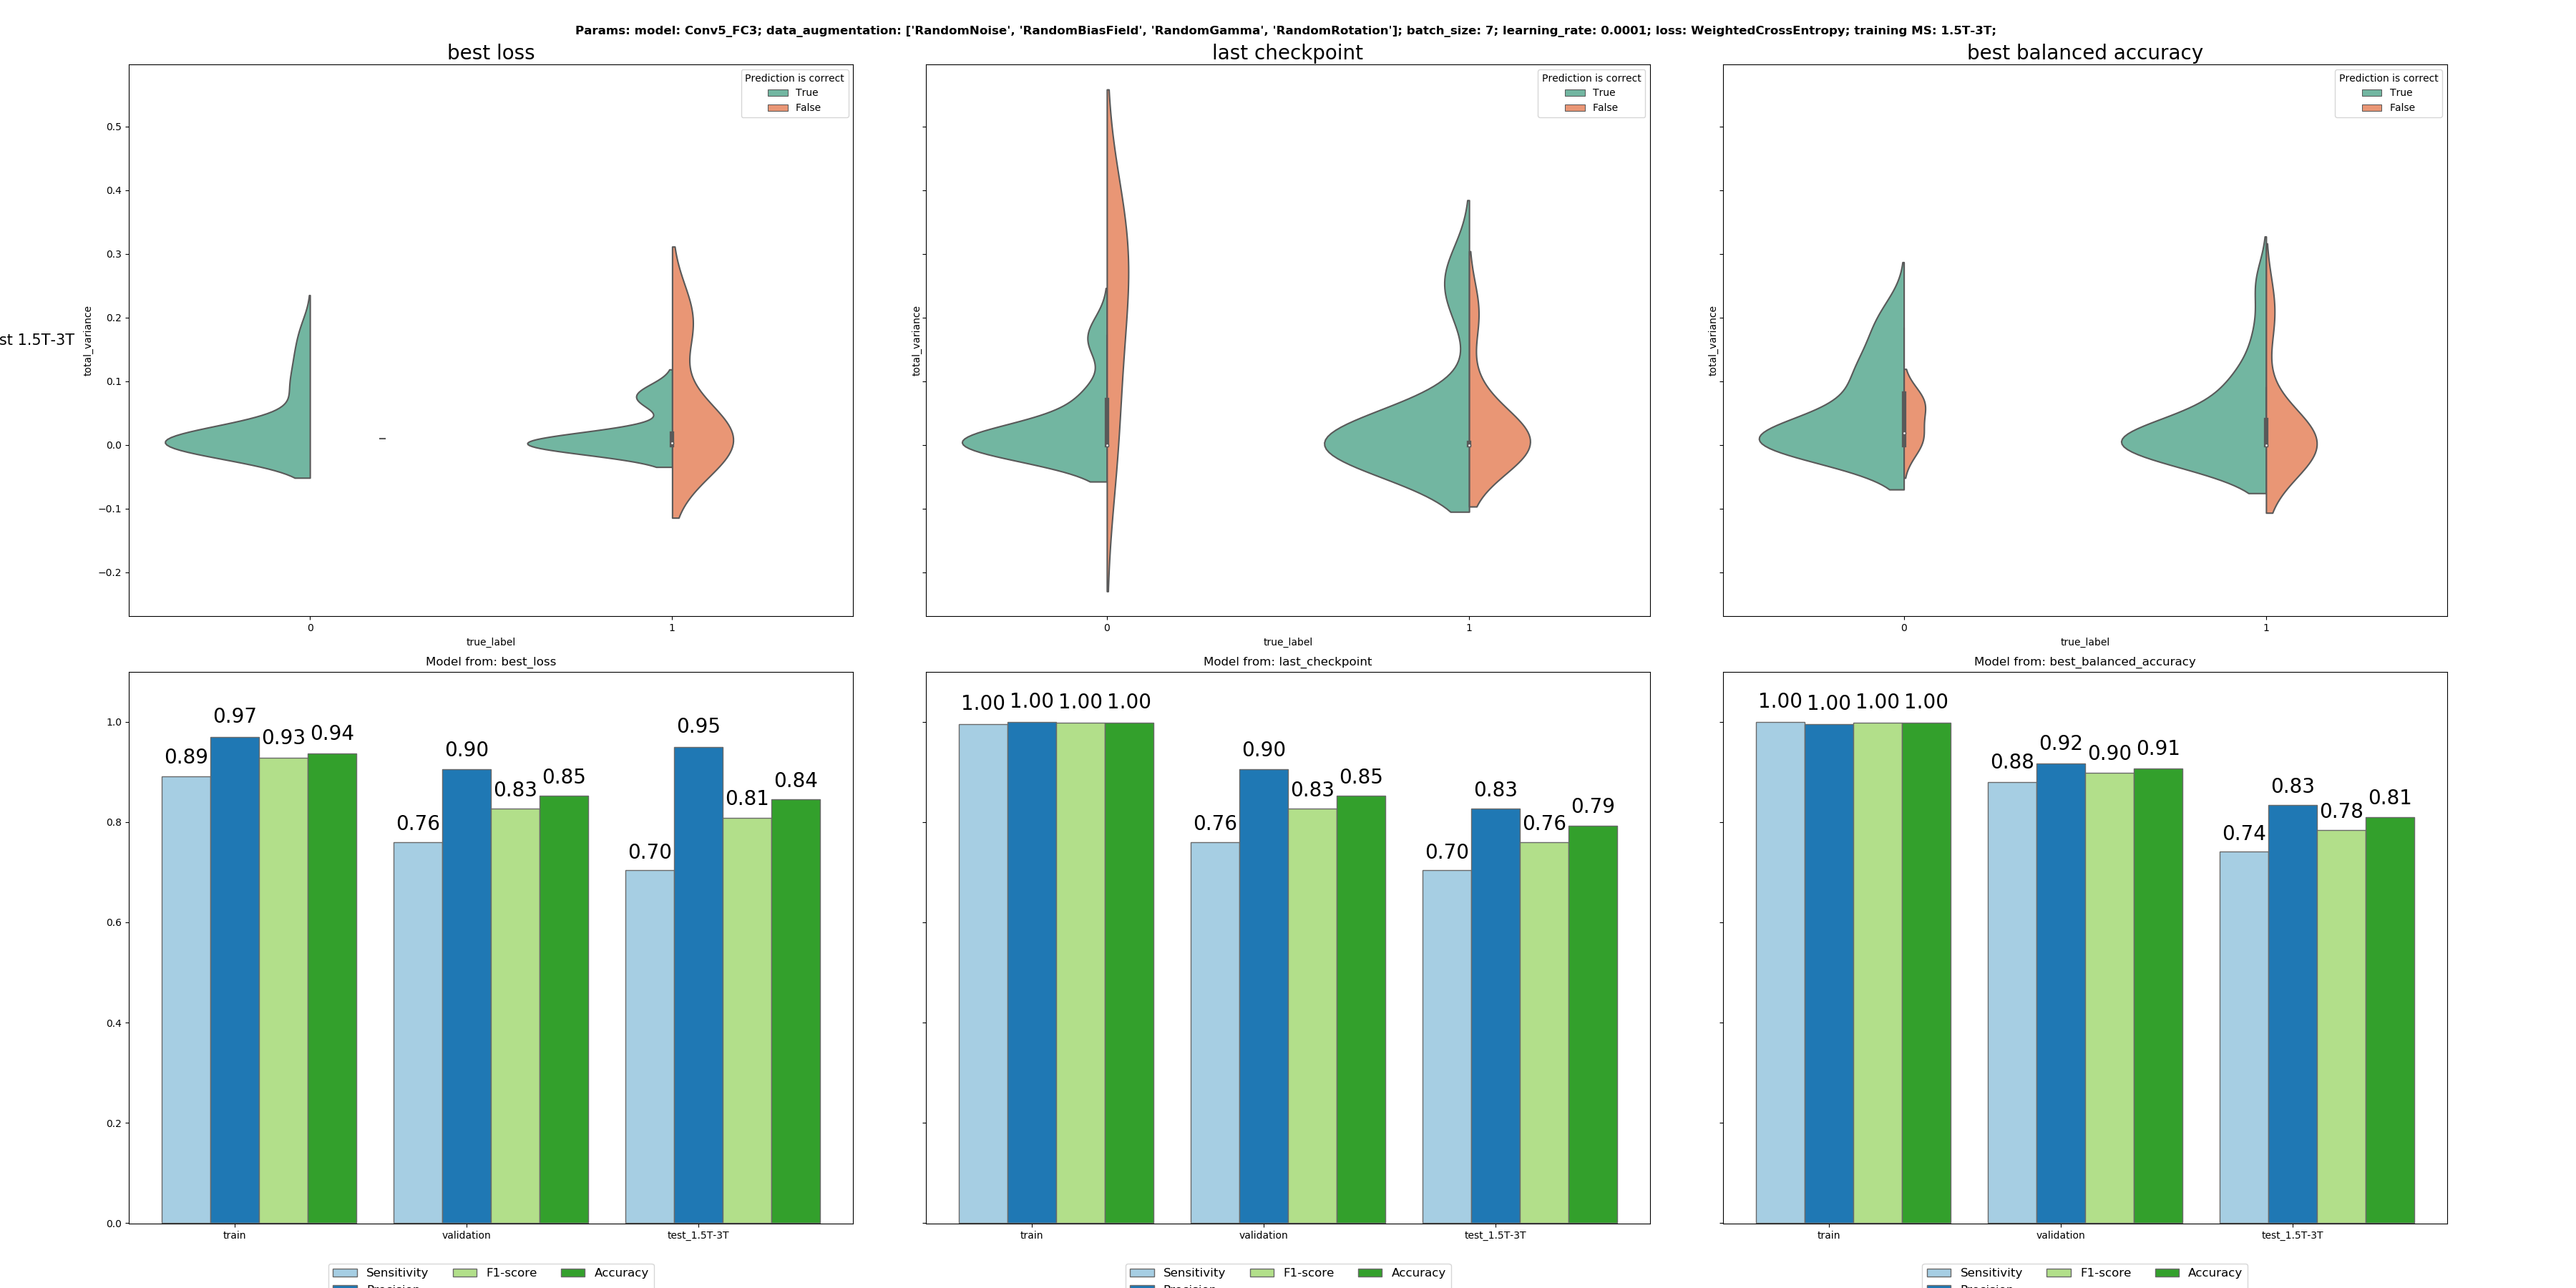 Params: model: Conv5_FC3; data_augmentation: ['RandomNoise', 'RandomBiasField', 'RandomGamma', 'RandomRotation']; batch_size: 7; learning_rate: 0.0001; loss: WeightedCrossEntropy; training MS: 1.5T-3T;
best loss
Prediction is correct
True
False
0.5
0.4
0.3
0.2
0.1
0.0
−0.1
−0.2
total_variance
st 1.5T-3T
0 1
true_label
last checkpoint
Prediction is correct
True
False
total_variance
0 1
true_label
best balanced accuracy
Prediction is correct
True
False
total_variance
0 1
true_label
Model from: best_loss
1.0
0.8
0.6
0.4
0.2
0.0
0.89 0.97 0.93 0.94
0.76 0.90 0.83 0.85
0.70 0.95 0.81 0.84
train validation test_1.5T-3T
Sensitivity F1-score Accuracy
Precision
Model from: last_checkpoint
1.00 1.00 1.00 1.00
0.76 0.90 0.83 0.85
0.70 0.83 0.76 0.79
train validation test_1.5T-3T
Sensitivity F1-score Accuracy
Precision
Model from: best_balanced_accuracy
1.00 1.00 1.00 1.00
0.88 0.92 0.90 0.91
0.74 0.83 0.78 0.81
train validation test_1.5T-3T
Sensitivity F1-score Accuracy
Precision